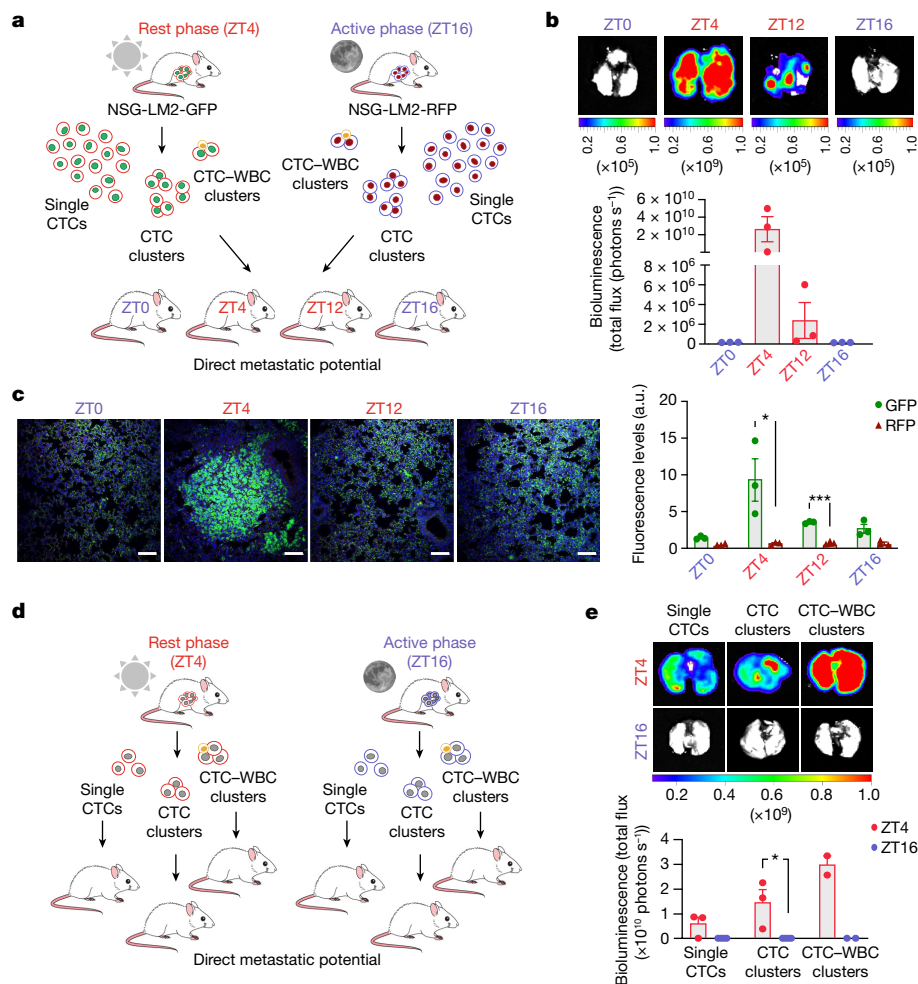 a
Rest phase (ZT4)
Active phase (ZT16)
NSG-LM2-GFP
NSG-LM2-RFP
Single
CTCs
CTC
clusters
CTC–WBC
clusters
CTC–WBC
clusters
CTC
clusters
Single
CTCs
ZT0
ZT4
ZT12
ZT16
Direct metastatic potential
b
ZT0
ZT4
ZT12
ZT16
0.2
0.6
1.0
0.2
0.6
1.0
0.2
0.6
1.0
0.2
0.6
1.0
(×10⁵)
(×10⁹)
(×10⁵)
(×10⁵)
Bioluminescence
(total flux (photons s⁻¹))
6 × 10¹⁰
4 × 10¹⁰
2 × 10¹⁰
8 × 10⁶
6 × 10⁶
4 × 10⁶
2 × 10⁶
0
ZT0
ZT4
ZT12
ZT16
c
ZT0
ZT4
ZT12
ZT16
Fluorescence levels (a.u.)
20
15
10
5
0
*
***
GFP
RFP
ZT0
ZT4
ZT12
ZT16
d
Rest phase
(ZT4)
Active phase
(ZT16)
Single
CTCs
CTC
clusters
CTC–WBC
clusters
Single
CTCs
CTC
clusters
CTC–WBC
clusters
Direct metastatic potential
e
Single
CTCs
CTC
clusters
CTC–WBC
clusters
ZT4
ZT16
0.2
0.4
0.6
0.8
1.0
(×10⁹)
Bioluminescence (total flux
(×10¹⁰ photons s⁻¹))
4
3
2
1
0
*
ZT4
ZT16
Single
CTCs
CTC
clusters
CTC–WBC
clusters